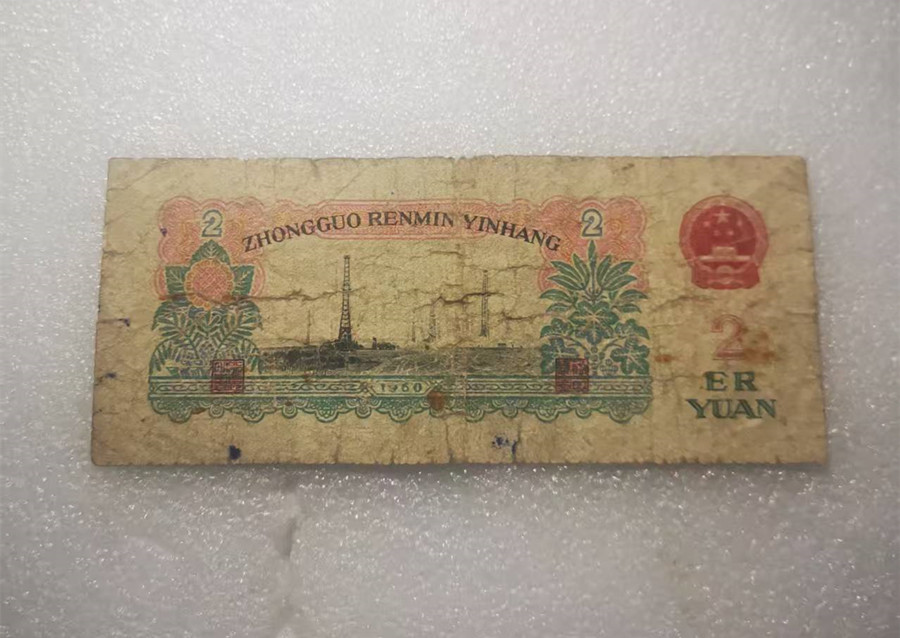 2
ZHONGGUO RENMIN YINHANG
2
2
ER
YUAN
1960